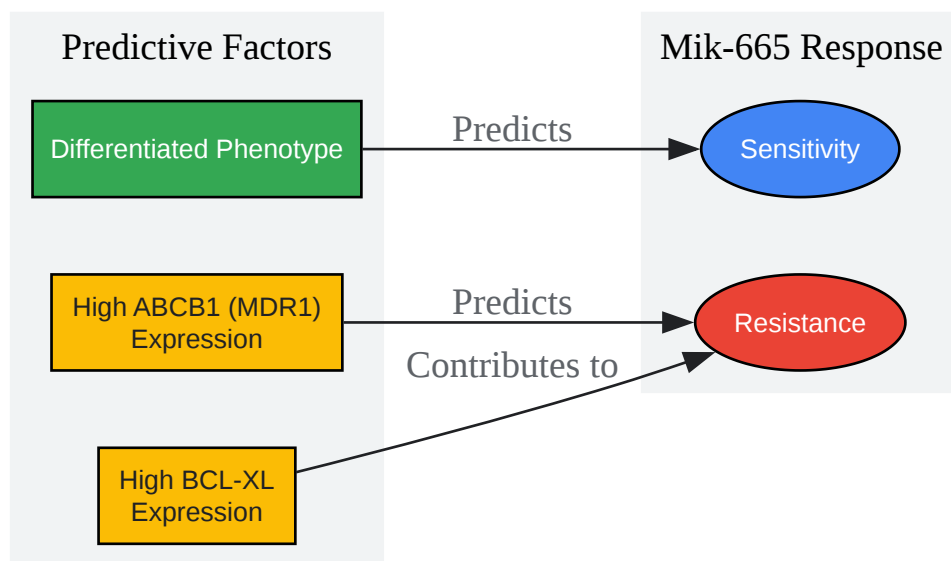 Predictive Factors
Mik-665 Response
Differentiated Phenotype
Predicts
Sensitivity
High ABCB1 (MDR1)
Expression
Predicts
Resistance
Contributes to
High BCL-XL
Expression